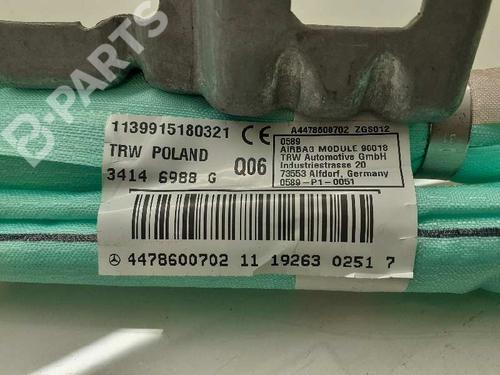 B-PARTS
1139915180321 CE
TRW POLAND
3414 6988 G Q06
A4478600702 ZGS012
0589
AIRBAG MODULE 96018
TRW Automotive GmbH
Industriestrasse 20
73553 Alfdorf, Germany
0589-P1-0051
4478600702 11 19263 0251 7